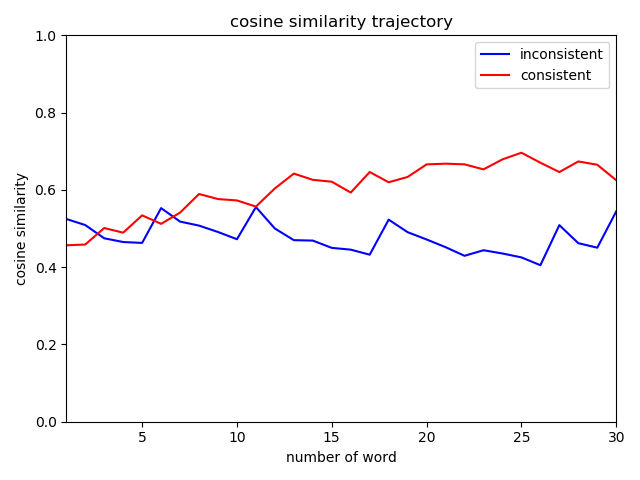 cosine similarity trajectory
inconsistent
consistent
1.0
0.8
0.6
0.4
0.2
0.0
cosine similarity
5 10 15 20 25 30
number of word